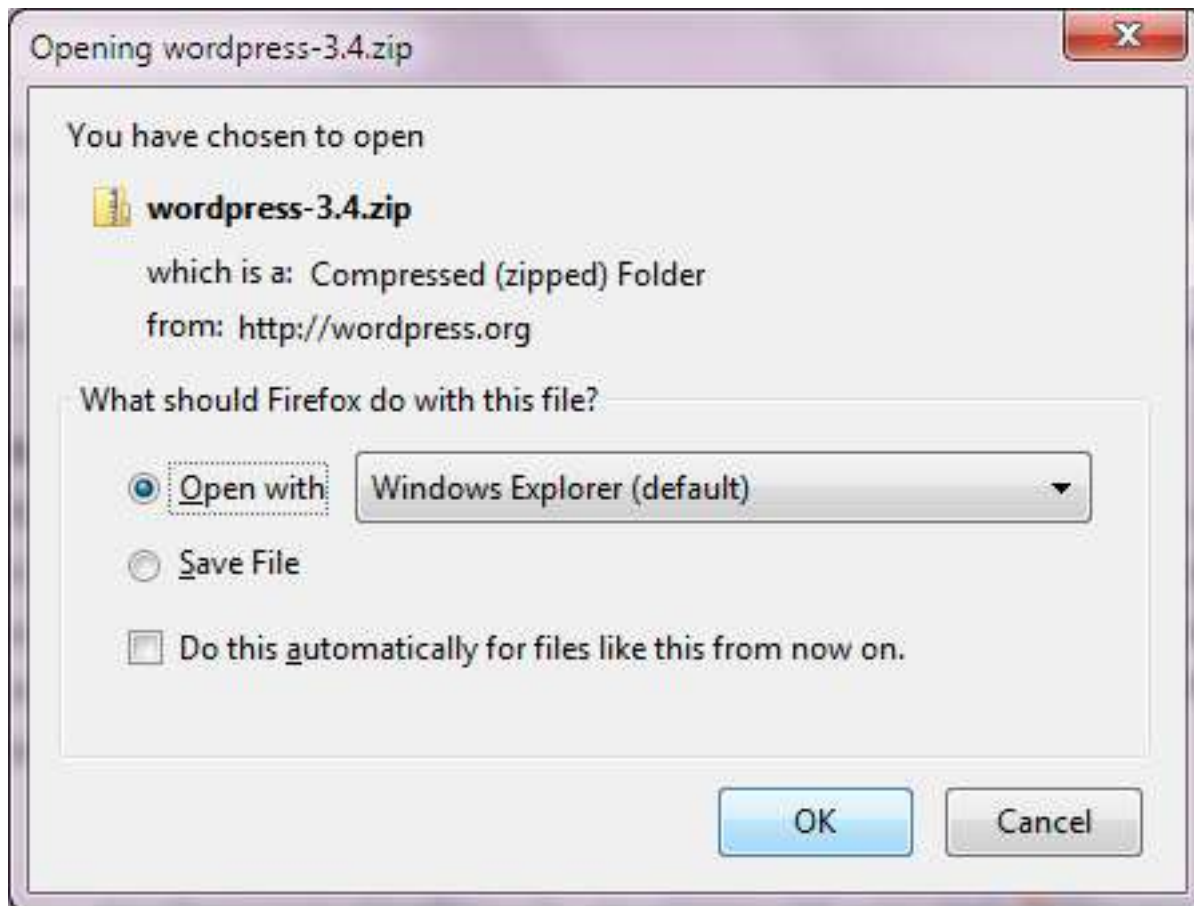 Opening wordpress-3.4.zip
You have chosen to open
wordpress-3.4.zip
which is a: Compressed (zipped) Folder
from: http://wordpress.org
What should Firefox do with this file?
Open with Windows Explorer (default)
Save File
Do this automatically for files like this from now on.
OK Cancel